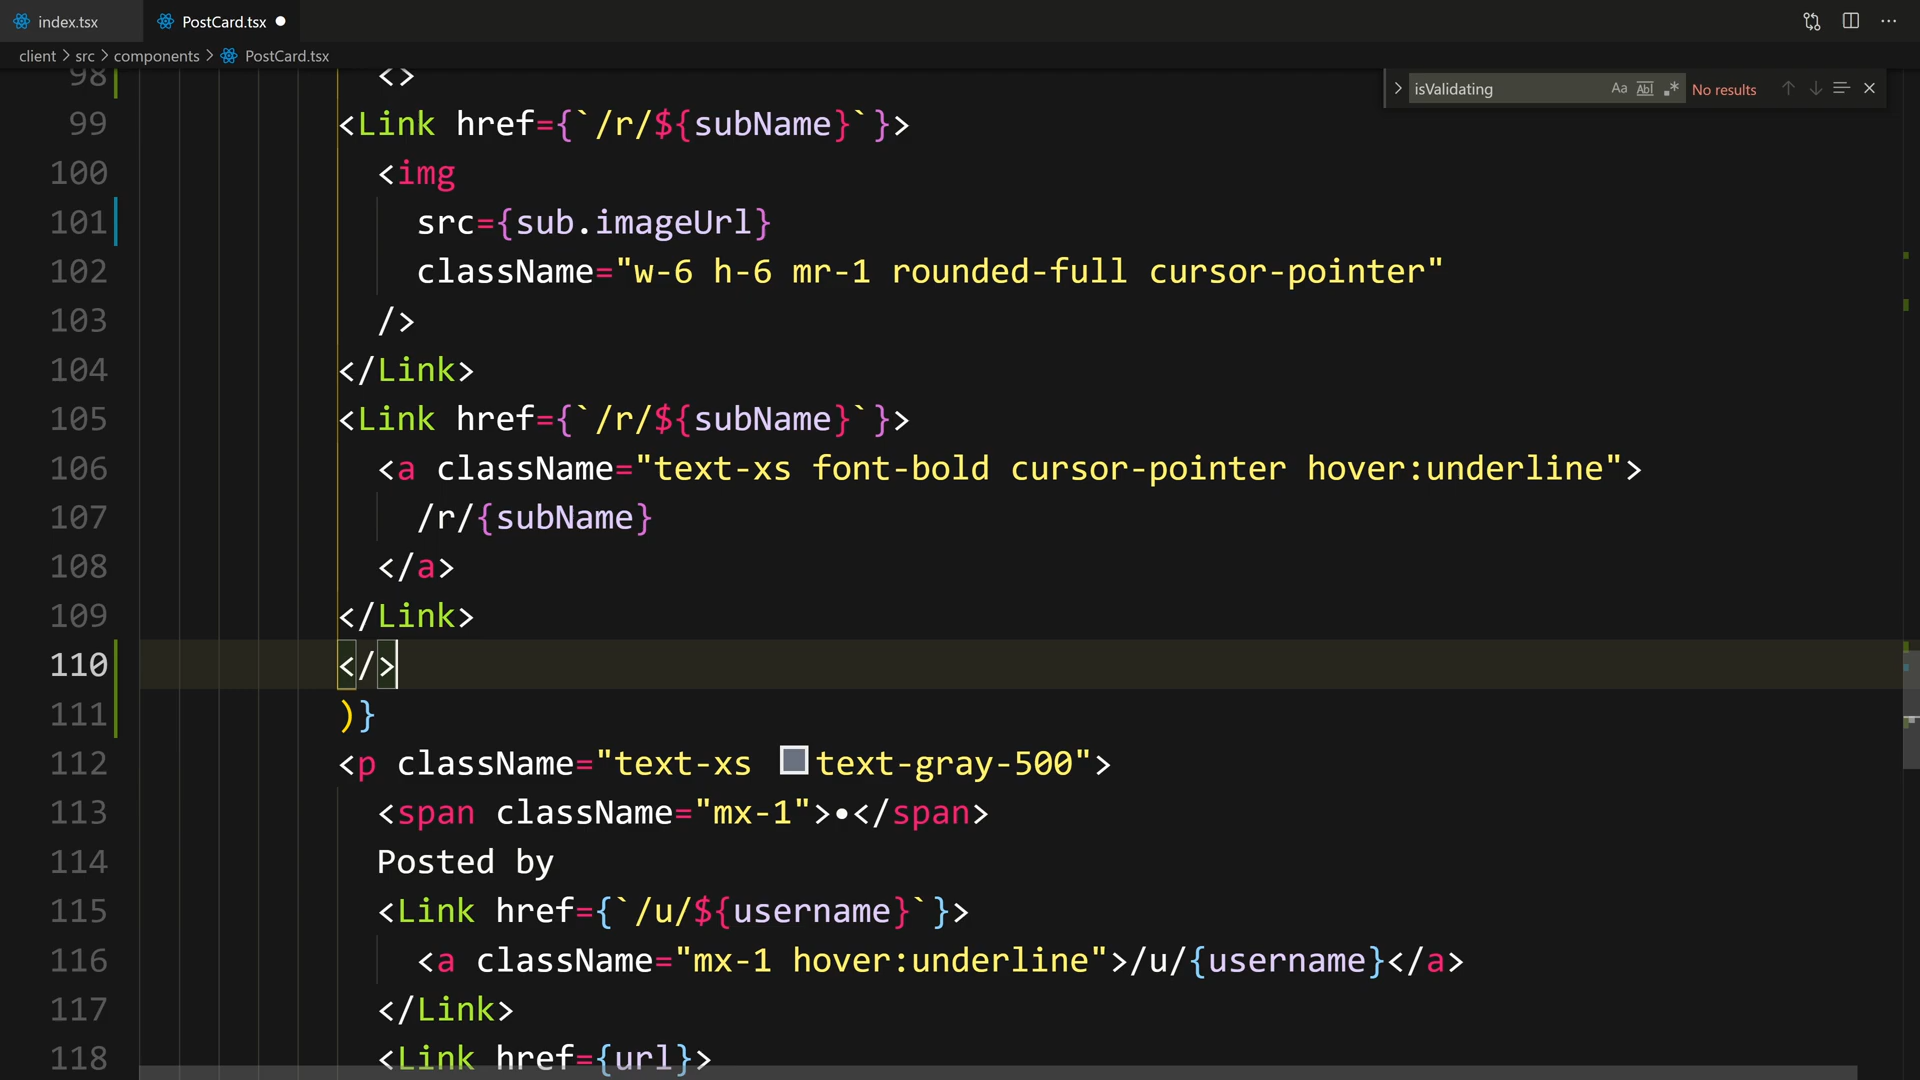 index.tsx
PostCard.tsx
client
src
components
PostCard.tsx
isValidating
Aa
Abl
.*
No results
98 <>
99 <Link href={`/r/${subName}`}>
100 <img
101 src={sub.imageUrl}
102 className="w-6 h-6 mr-1 rounded-full cursor-pointer"
103 />
104 </Link>
105 <Link href={`/r/${subName}`}>
106 <a className="text-xs font-bold cursor-pointer hover:underline">
107 /r/{subName}
108 </a>
109 </Link>
110 </>
111 )}
112 <p className="text-xs text-gray-500">
113 <span className="mx-1">•</span>
114 Posted by
115 <Link href={`/u/${username}`}>
116 <a className="mx-1 hover:underline">/u/{username}</a>
117 </Link>
118 <Link href={url}>